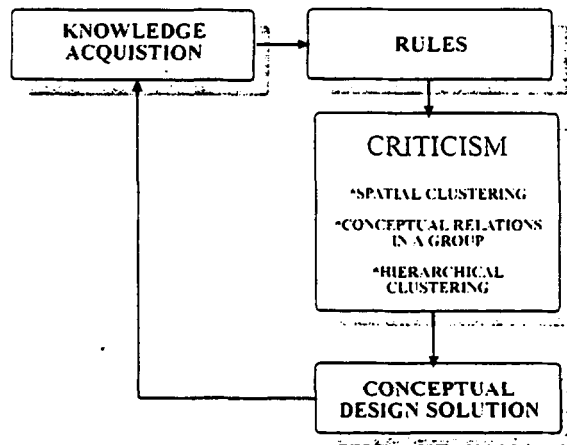 KNOWLEDGE
ACQUISTION
RULES
CRITICISM
*SPATIAL CLUSTERING
*CONCEPTUAL RELATIONS
IN A GROUP
*HIERARCHICAL
CLUSTERING
CONCEPTUAL
DESIGN SOLUTION